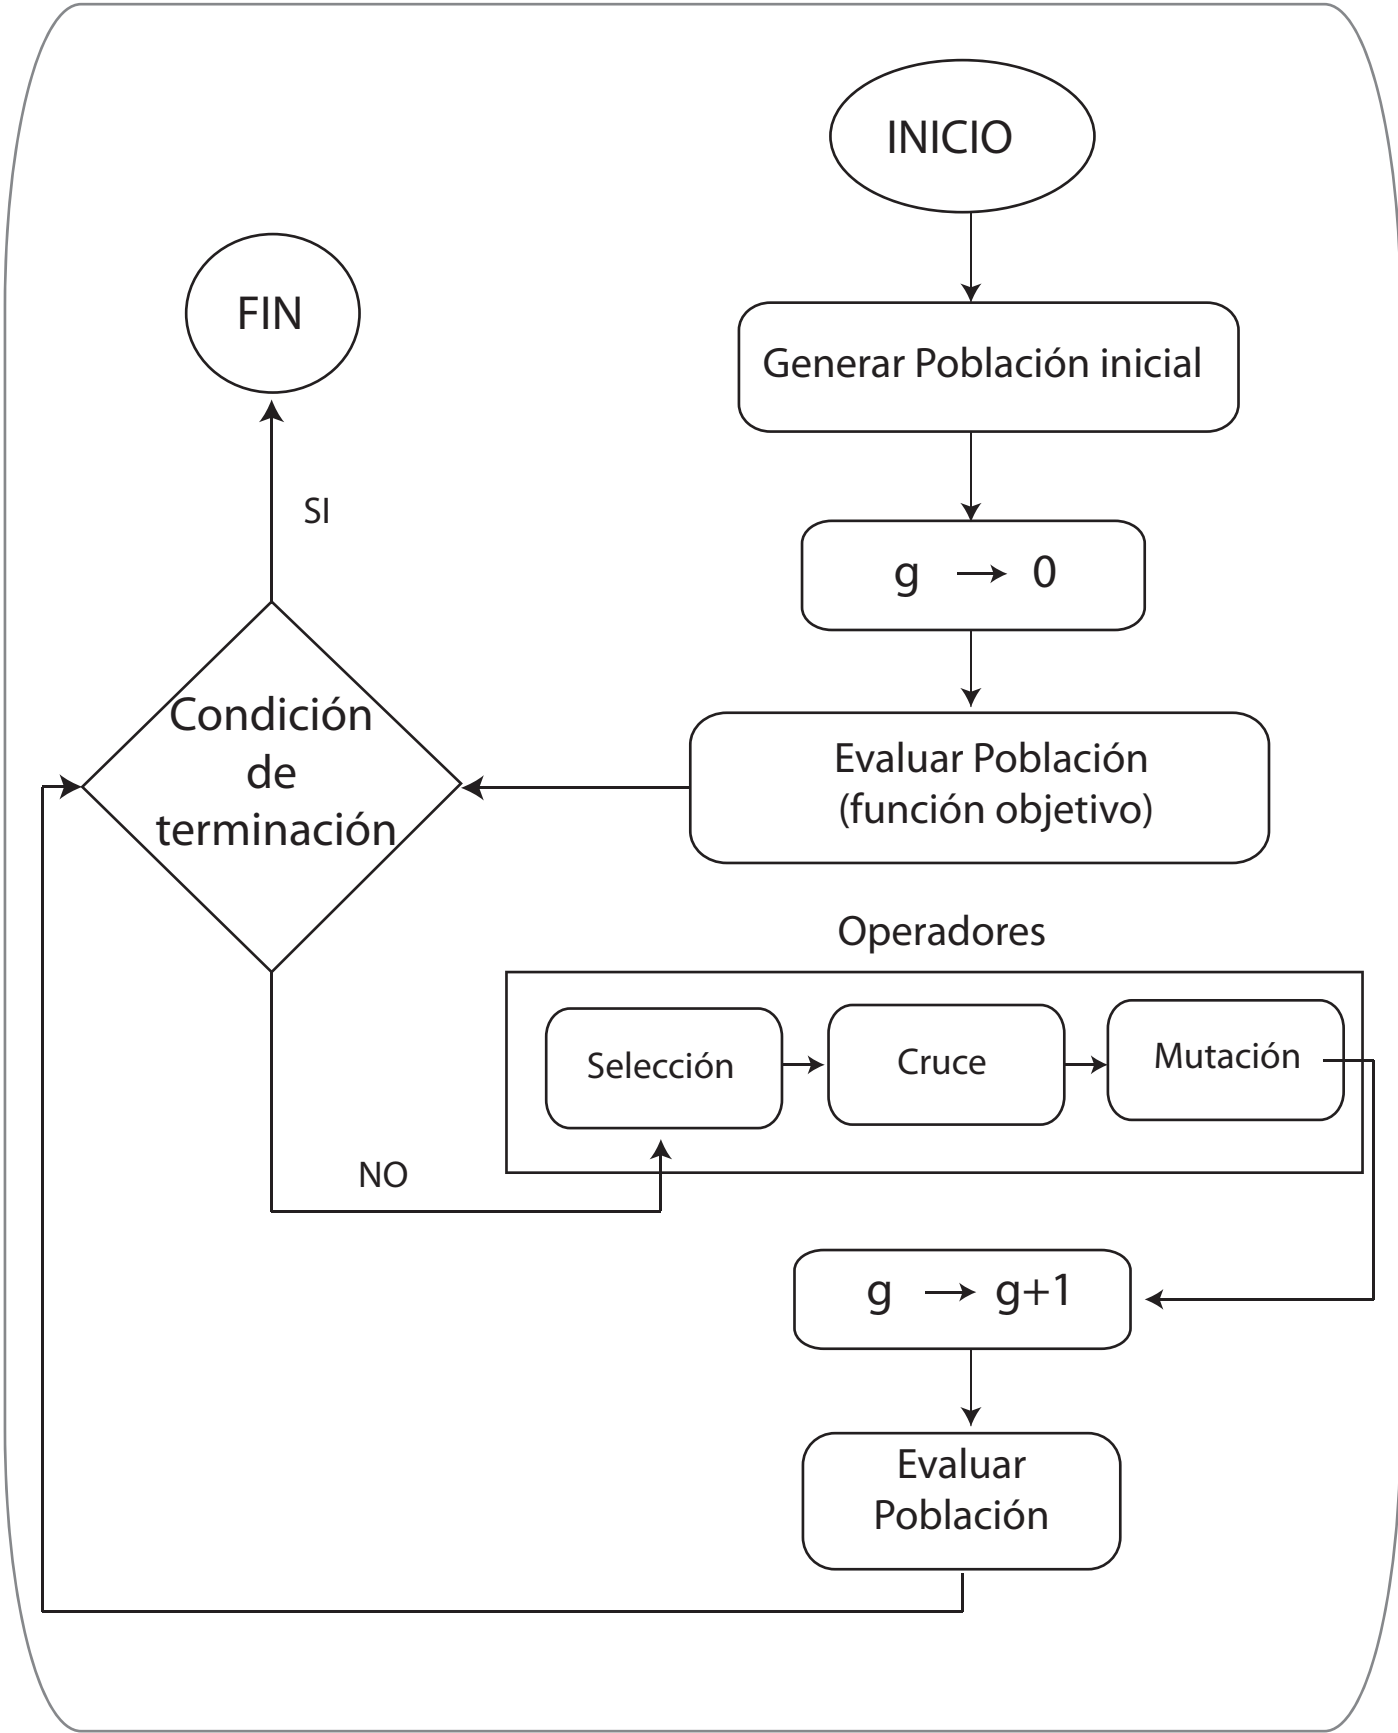 INICIO
Generar Población inicial
g → 0
Evaluar Población
(función objetivo)
Condición
de
terminación
SI
FIN
NO
Operadores
Selección
Cruce
Mutación
g → g+1
Evaluar
Población